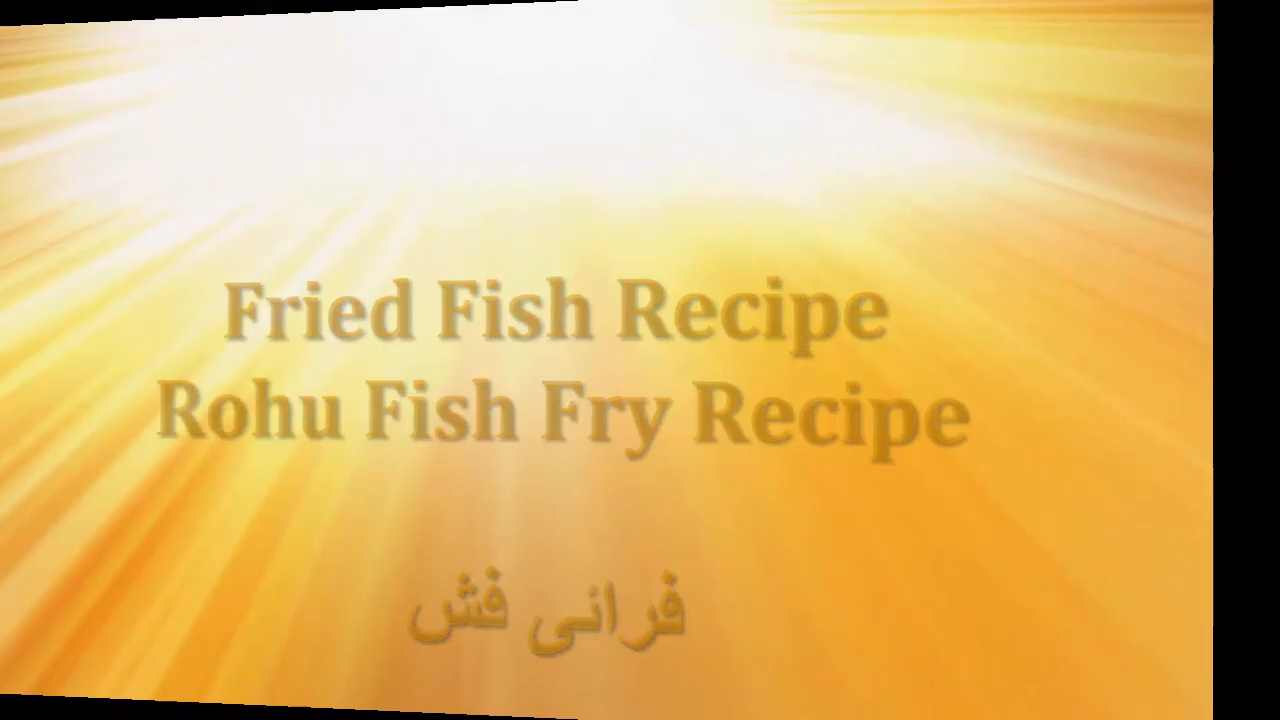 Fried Fish Recipe
Rohu Fish Fry Recipe
فرائی فش